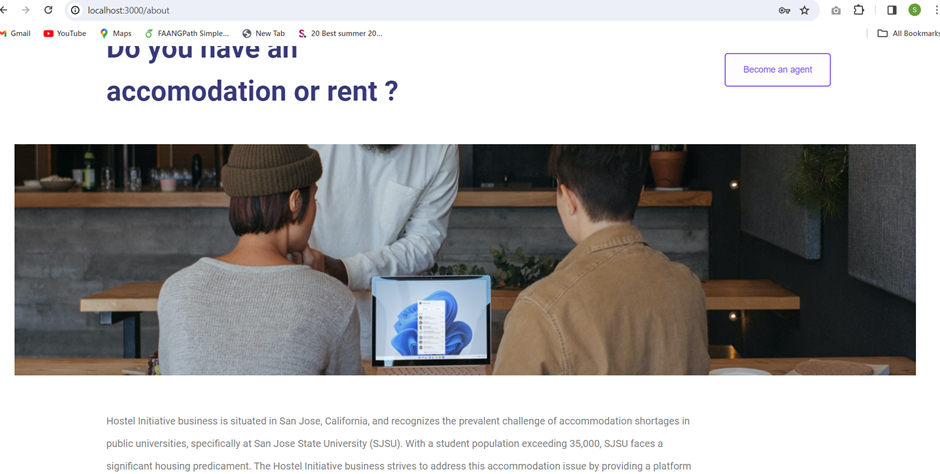 localhost:3000/about
S
Gmail
YouTube
Maps
FAANGPath Simple...
New Tab
20 Best summer 20...
All Bookmarks
Do you have an
accomodation or rent ?
Become an agent
Hostel Initiative business is situated in San Jose, California, and recognizes the prevalent challenge of accommodation shortages in
public universities, specifically at San Jose State University (SJSU). With a student population exceeding 35,000, SJSU faces a
significant housing predicament. The Hostel Initiative business strives to address this accommodation issue by providing a platform